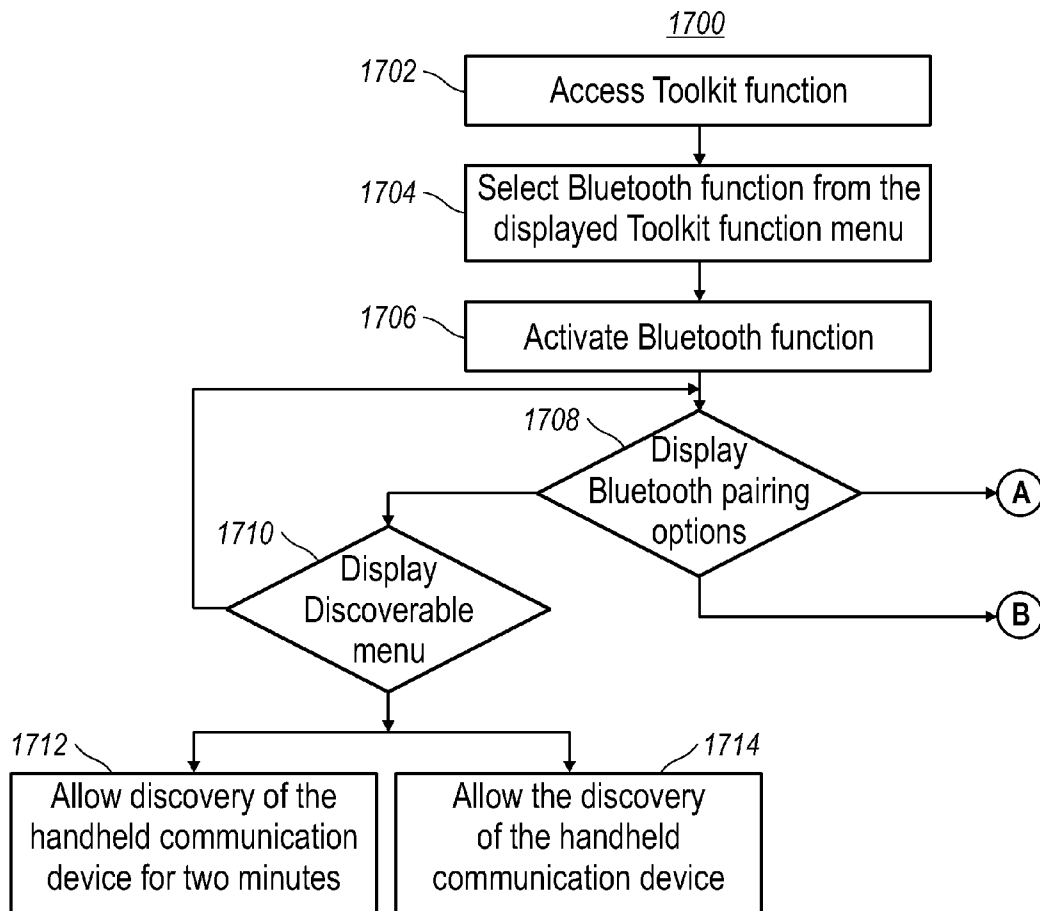 1700
1702
Access Toolkit function
1704
Select Bluetooth function from the
displayed Toolkit function menu
1706
Activate Bluetooth function
1708
Display
Bluetooth pairing
options
A
1710
Display
Discoverable
menu
B
1712
Allow discovery of the
handheld communication
device for two minutes
1714
Allow the discovery
of the handheld
communication device